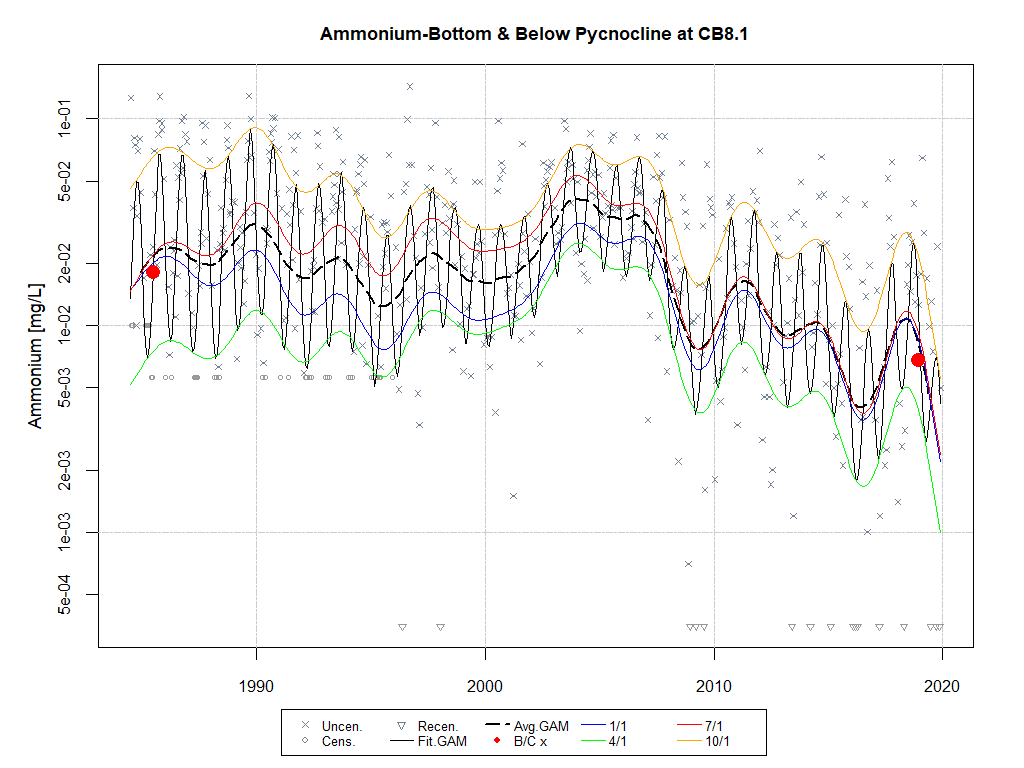 Ammonium-Bottom & Below Pycnocline at CB8.1
Ammonium [mg/L]
1e-01
5e-02
2e-02
1e-02
5e-03
2e-03
1e-03
5e-04
1990 2000 2010 2020
Uncen. Recen. Avg.GAM 1/1 7/1
Cens. Fit.GAM B/C x 4/1 10/1